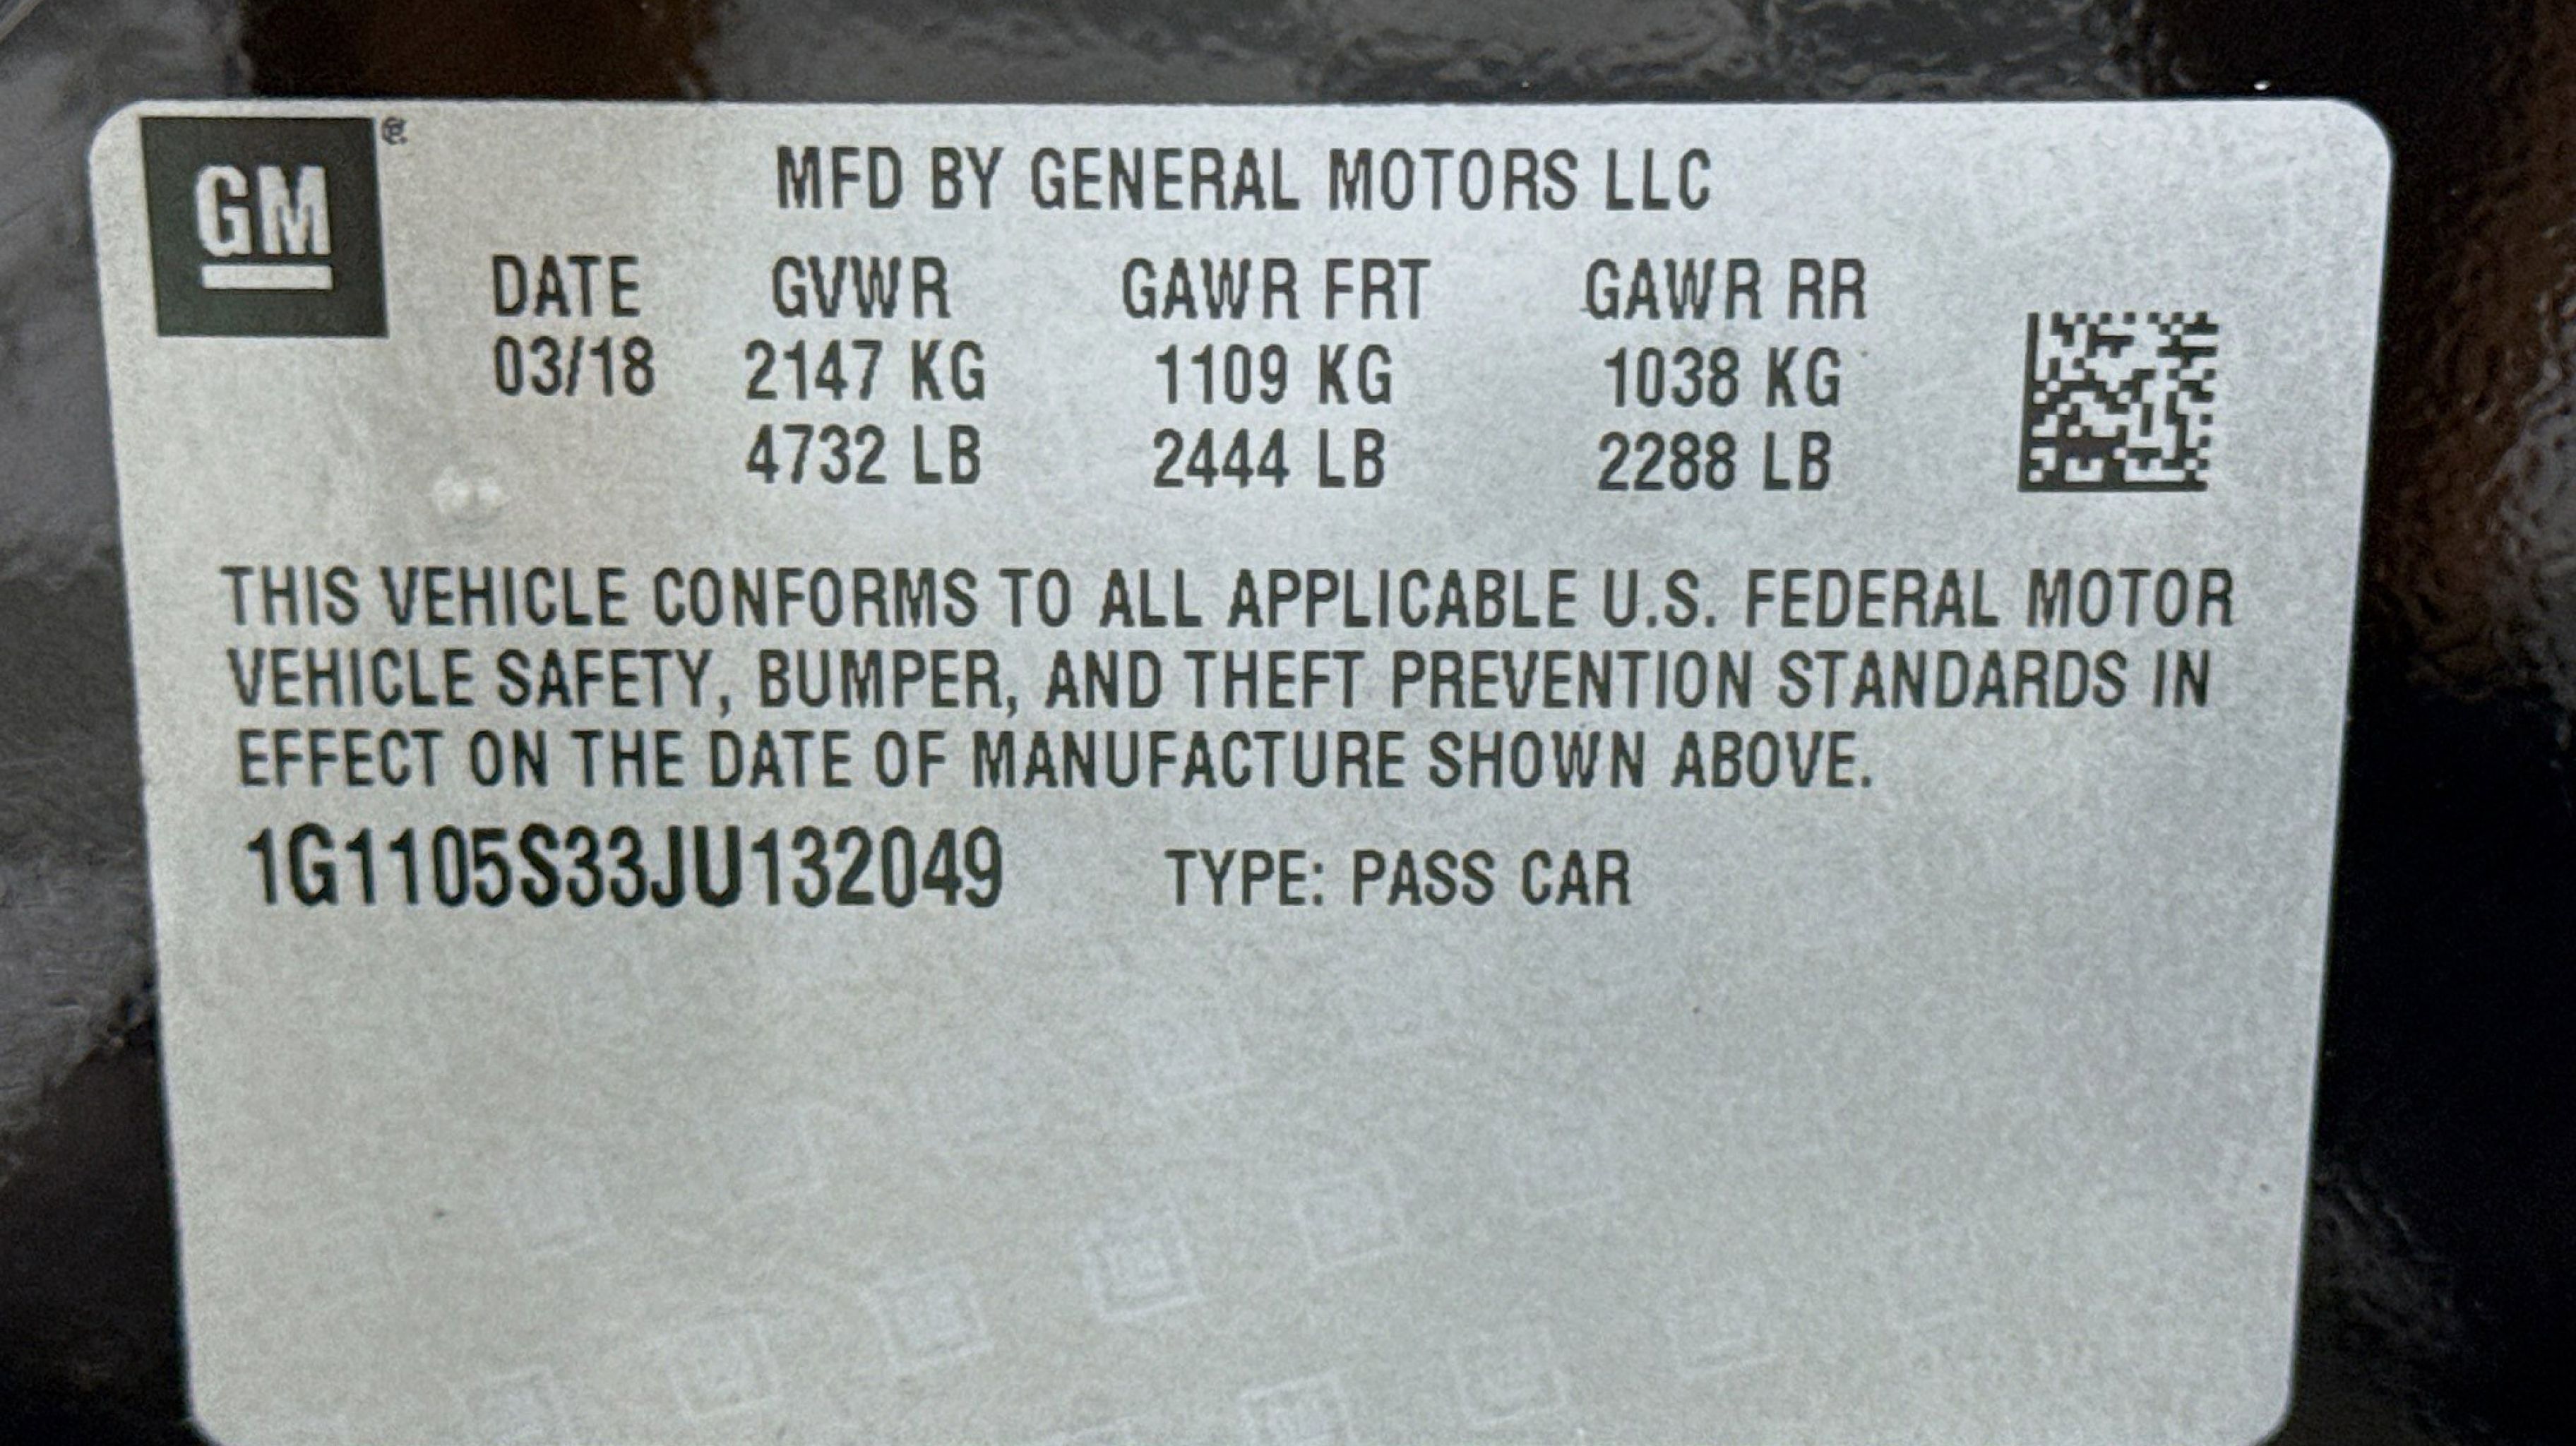 GM ®
MFD BY GENERAL MOTORS LLC
DATE GVWR GAWR FRT GAWR RR
03/18 2147 KG 1109 KG 1038 KG
4732 LB 2444 LB 2288 LB
THIS VEHICLE CONFORMS TO ALL APPLICABLE U.S. FEDERAL MOTOR
VEHICLE SAFETY, BUMPER, AND THEFT PREVENTION STANDARDS IN
EFFECT ON THE DATE OF MANUFACTURE SHOWN ABOVE.
1G1105S33JU132049 TYPE: PASS CAR